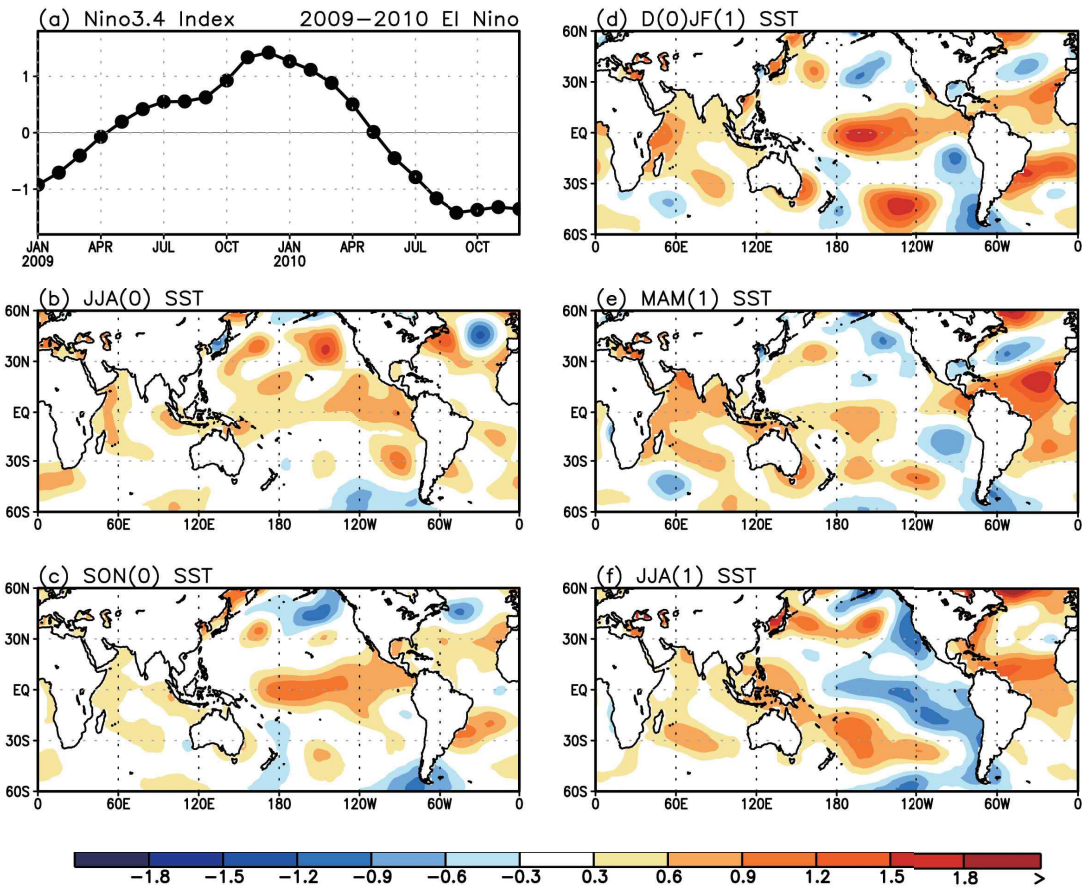 (a) Nino3.4 Index 2009−2010 El Nino
1
0
−1
JAN APR JUL OCT JAN APR JUL OCT
2009 2010
(b) JJA(0) SST
60N
30N
EQ
30S
60S
0 60E 120E 180 120W 60W 0
(c) SON(0) SST
60N
30N
EQ
30S
60S
0 60E 120E 180 120W 60W 0
(d) D(0)JF(1) SST
60N
30N
EQ
30S
60S
0 60E 120E 180 120W 60W 0
(e) MAM(1) SST
60N
30N
EQ
30S
60S
0 60E 120E 180 120W 60W 0
(f) JJA(1) SST
60N
30N
EQ
30S
60S
0 60E 120E 180 120W 60W 0
−1.8 −1.5 −1.2 −0.9 −0.6 −0.3 0.3 0.6 0.9 1.2 1.5 1.8 >